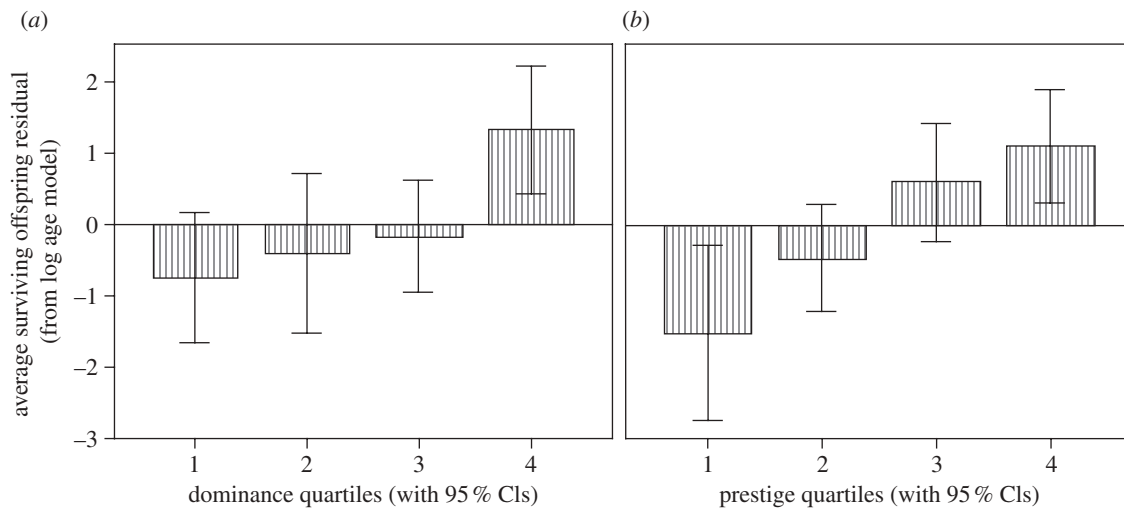 (a)
(b)
average surviving offspring residual
(from log age model)
2
1
0
–1
–2
–3
1 2 3 4
dominance quartiles (with 95 % CIs)
1 2 3 4
prestige quartiles (with 95 % CIs)